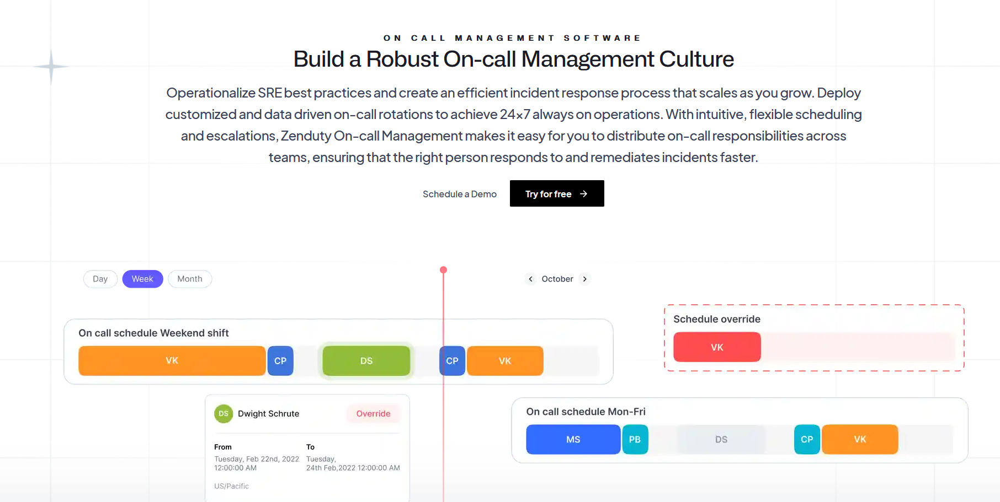 ON CALL MANAGEMENT SOFTWARE
Build a Robust On-call Management Culture
Operationalize SRE best practices and create an efficient incident response process that scales as you grow. Deploy
customized and data driven on-call rotations to achieve 24×7 always on operations. With intuitive, flexible scheduling
and escalations, Zenduty On-call Management makes it easy for you to distribute on-call responsibilities across
teams, ensuring that the right person responds to and remediates incidents faster.
Schedule a Demo
Try for free →
Day
Week
Month
October
On call schedule Weekend shift
VK
CP
DS
CP
VK
Schedule override
VK
DS
Dwight Schrute
Override
From
Tuesday, Feb 22nd, 2022
12:00:00 AM
To
Tuesday,
24th Feb,2022 12:00:00 AM
US/Pacific
On call schedule Mon-Fri
MS
PB
DS
CP
VK